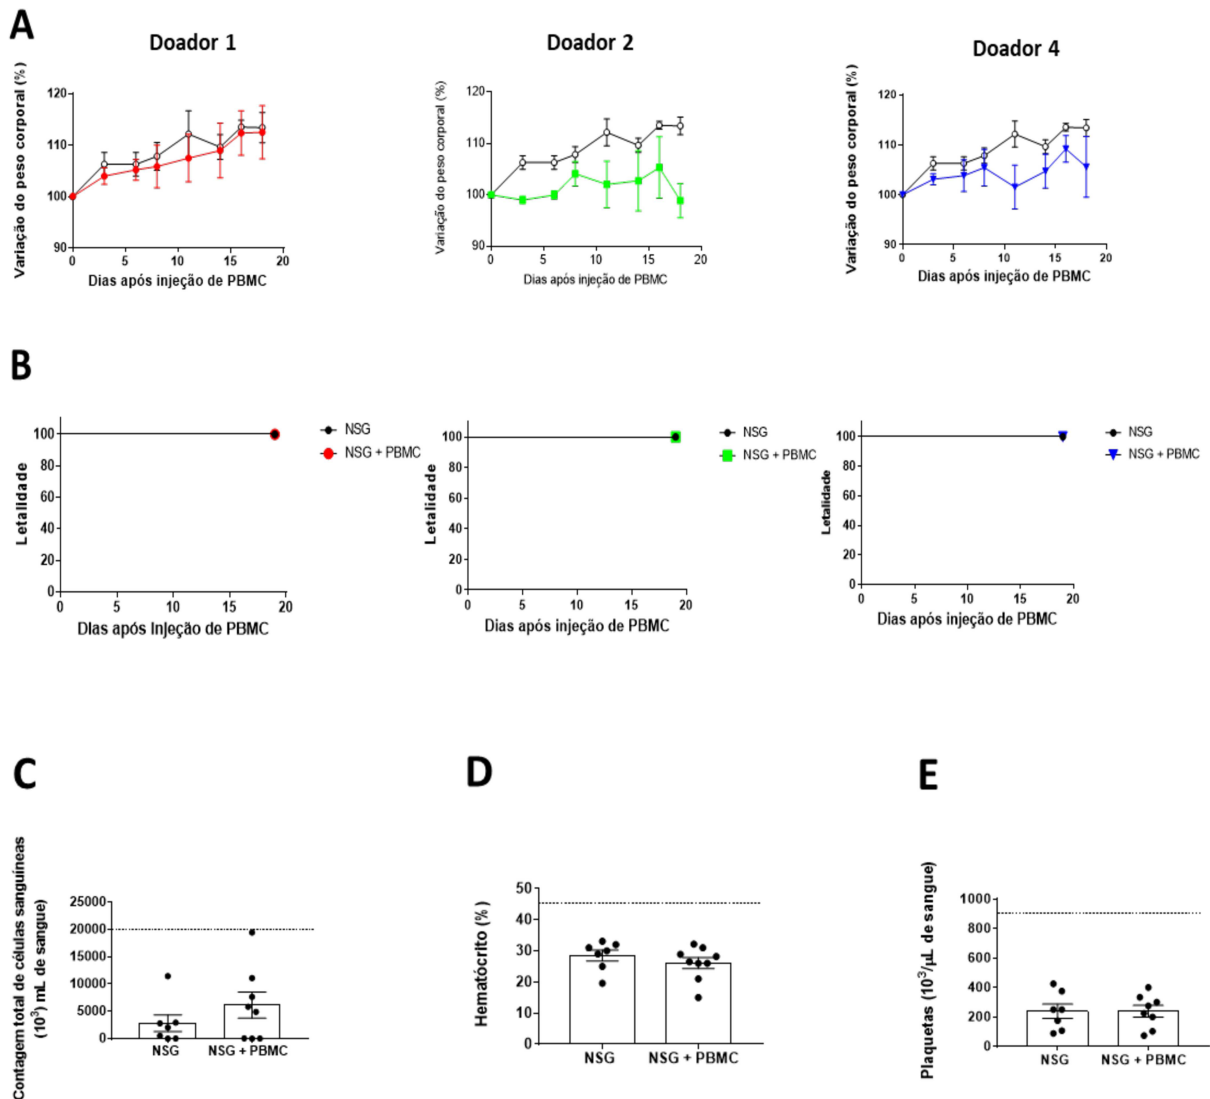 A
Doador 1
Doador 2
Doador 4
Variação do peso corporal (%)
120
110
100
90
0 5 10 15 20
Dias após injeção de PBMC
Variação do peso corporal (%)
120
110
100
90
0 5 10 15 20
Dias após injeção de PBMC
Variação do peso corporal (%)
120
110
100
90
0 5 10 15 20
Dias após injeção de PBMC
B
Letalidade
100
80
60
40
20
0
0 5 10 15 20
Dias após injeção de PBMC
NSG
NSG + PBMC
Letalidade
100
80
60
40
20
0
0 5 10 15 20
Dias após injeção de PBMC
NSG
NSG + PBMC
Letalidade
100
80
60
40
20
0
0 5 10 15 20
Dias após injeção de PBMC
NSG
NSG + PBMC
C
Contagem total de células sanguíneas
(10³) mL de sangue)
25000
20000
15000
10000
5000
0
NSG NSG + PBMC
D
Hematócrito (%)
50
40
30
20
10
0
NSG NSG + PBMC
E
Plaquetas (10³/µL de sangue)
1000
800
600
400
200
0
NSG NSG + PBMC